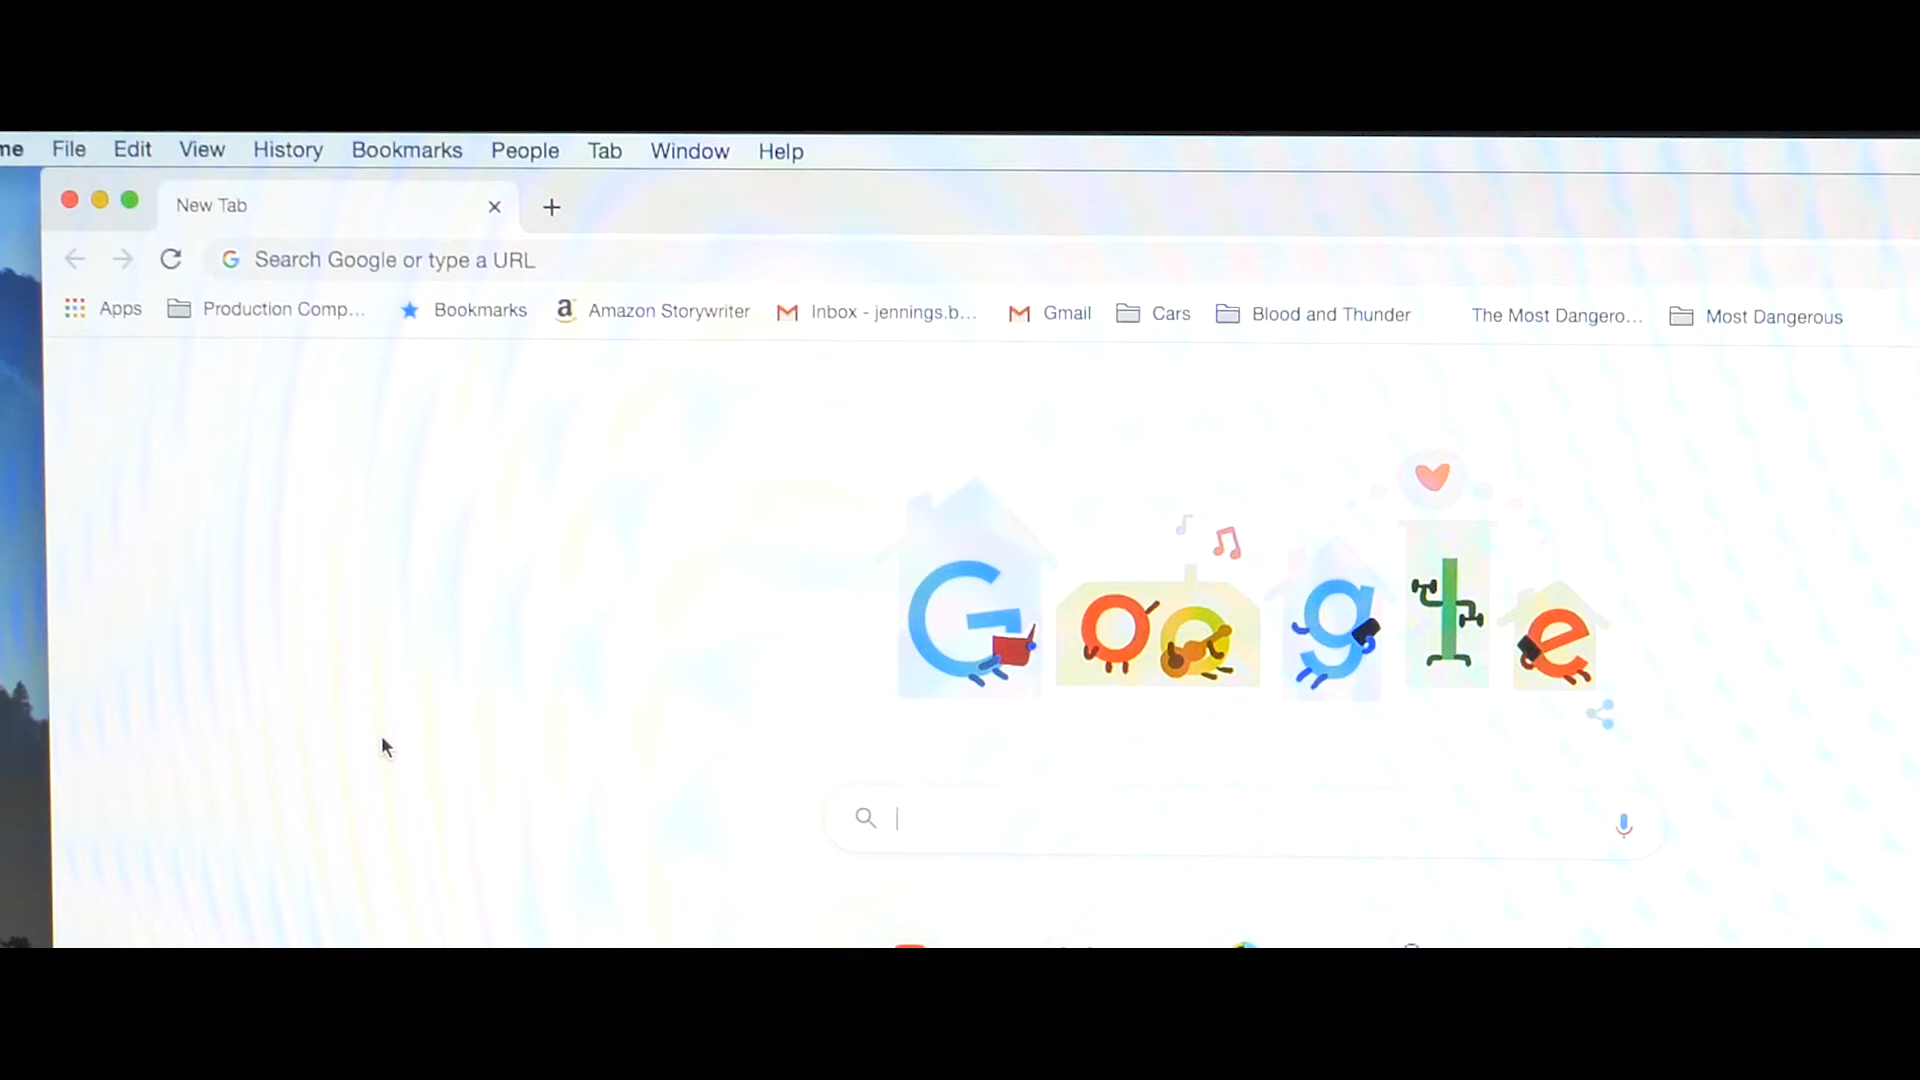 me File Edit View History Bookmarks People Tab Window Help
New Tab
Search Google or type a URL
Apps Production Comp... Bookmarks Amazon Storywriter Inbox - jennings.b... Gmail Cars Blood and Thunder The Most Dangero... Most Dangerous
Google